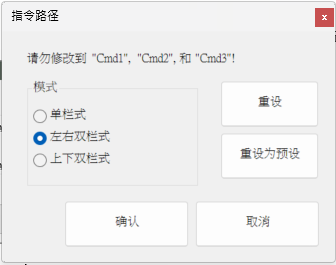 指令路径
x
请勿修改到 "Cmd1", "Cmd2", 和 "Cmd3"!
模式
单栏式
左右双栏式
上下双栏式
重设
重设为预设
确认
取消